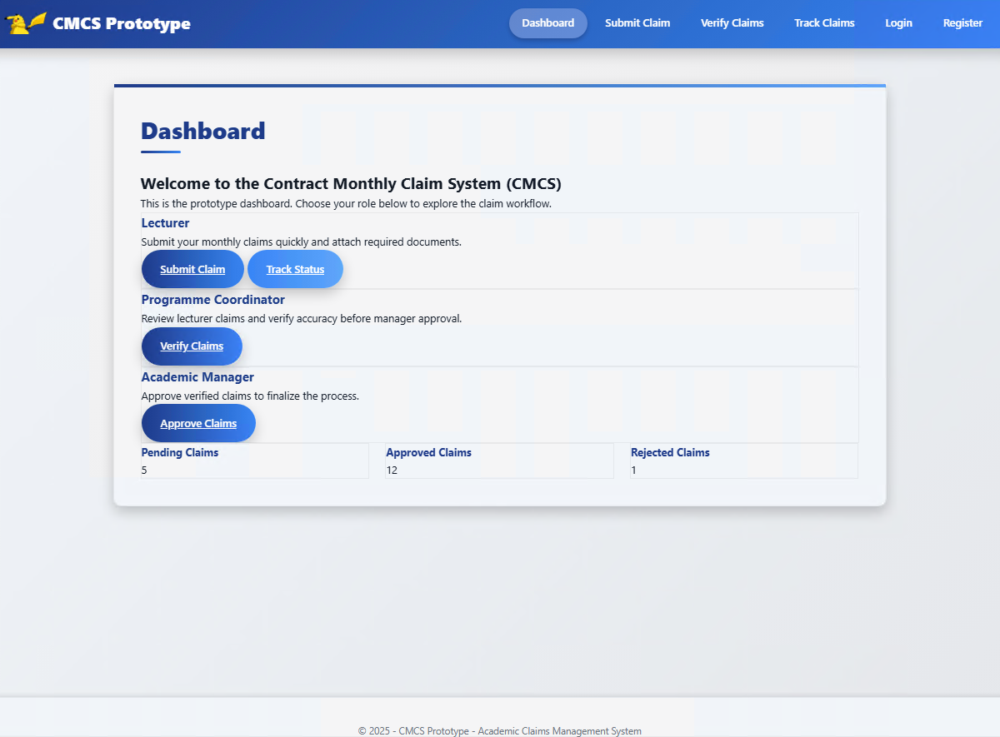 CMCS Prototype
Dashboard Submit Claim Verify Claims Track Claims Login Register
Dashboard
Welcome to the Contract Monthly Claim System (CMCS)
This is the prototype dashboard. Choose your role below to explore the claim workflow.
Lecturer
Submit your monthly claims quickly and attach required documents.
Submit Claim Track Status
Programme Coordinator
Review lecturer claims and verify accuracy before manager approval.
Verify Claims
Academic Manager
Approve verified claims to finalize the process.
Approve Claims
Pending Claims Approved Claims Rejected Claims
5 12 1
© 2025 - CMCS Prototype - Academic Claims Management System